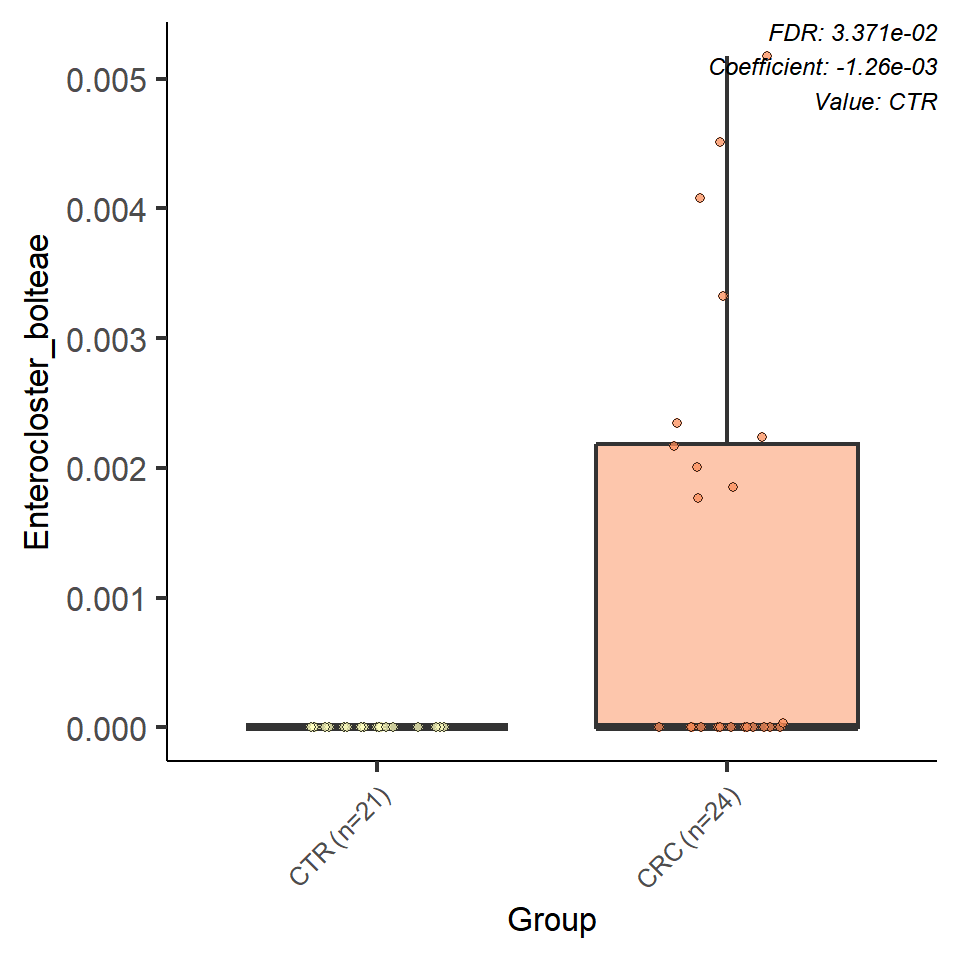 FDR: 3.371e-02
Coefficient: -1.26e-03
Value: CTR
Enterocloster_bolteae
0.005
0.004
0.003
0.002
0.001
0.000
CTR (n=21)
CRC (n=24)
Group